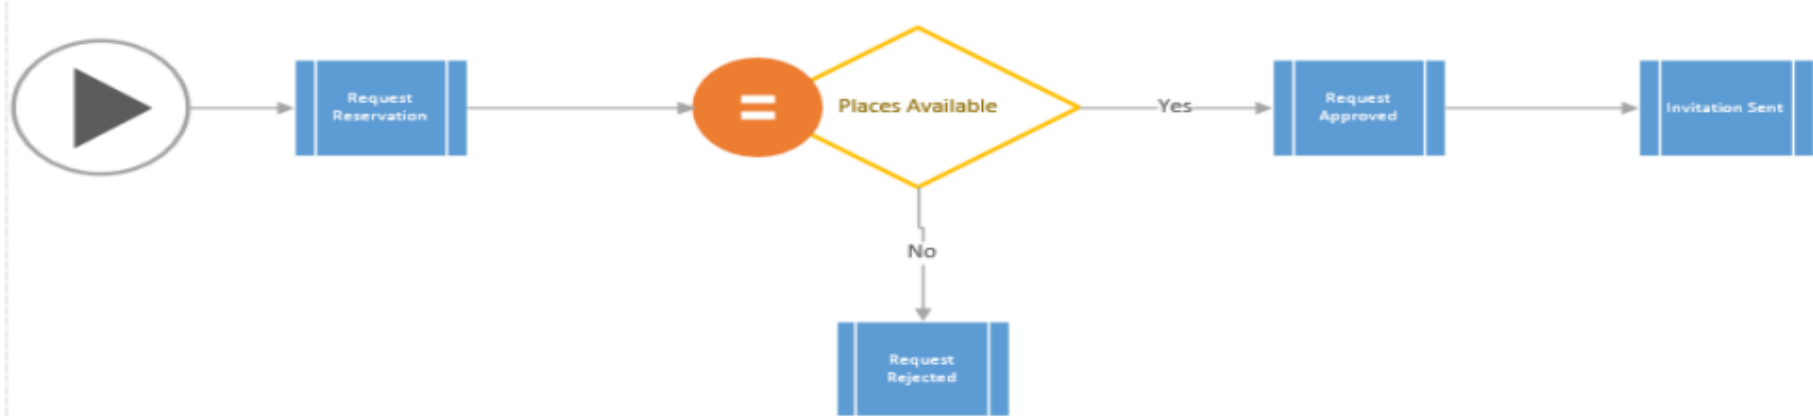 Request
Reservation
Places Available
Yes
Request
Approved
Invitation Sent
No
Request
Rejected